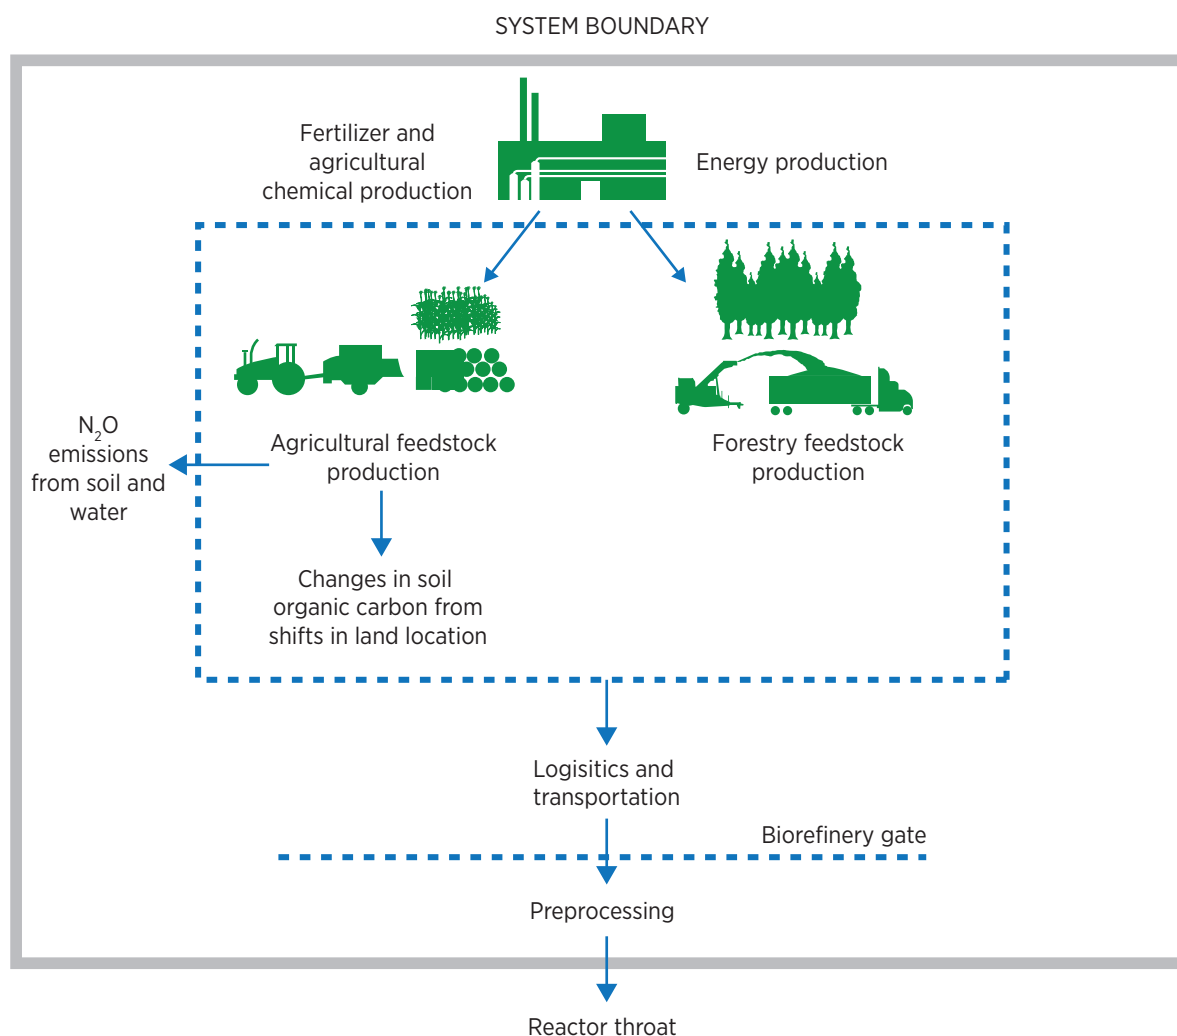 SYSTEM BOUNDARY
Fertilizer and
agricultural
chemical production
Energy production
N₂O
emissions
from soil and
water
Agricultural feedstock
production
Forestry feedstock
production
Changes in soil
organic carbon from
shifts in land location
Logisitics and
transportation
Biorefinery gate
Preprocessing
Reactor throat